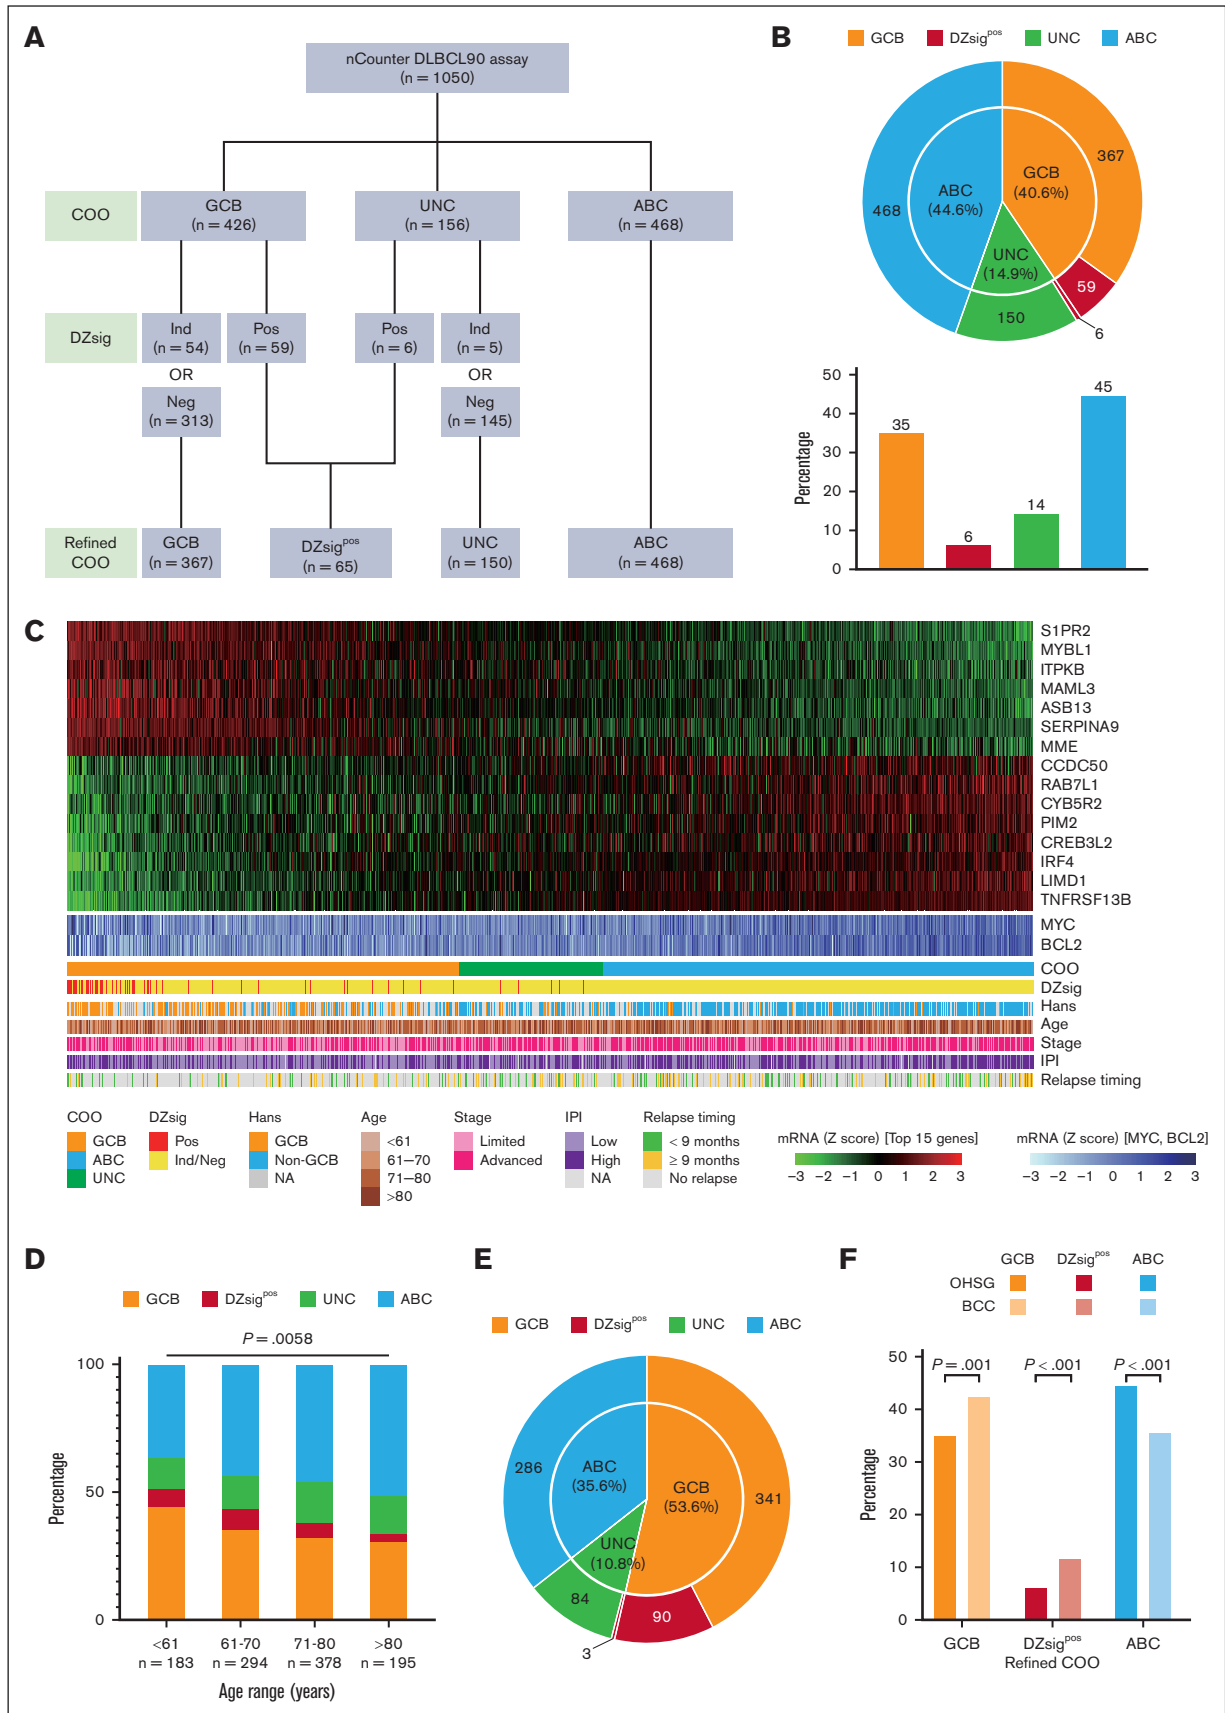 A
nCounter DLBCL90 assay
(n = 1050)
COO
GCB
(n = 426)
UNC
(n = 156)
ABC
(n = 468)
DZsig
Ind
(n = 54)
Pos
(n = 59)
Pos
(n = 6)
Ind
(n = 5)
OR
OR
Neg
(n = 313)
Neg
(n = 145)
Refined
COO
GCB
(n = 367)
DZsigpos
(n = 65)
UNC
(n = 150)
ABC
(n = 468)
B
GCB DZsigpos UNC ABC
367
GCB
(40.6%)
ABC
(44.6%)
468
UNC
(14.9%)
59
150
6
Percentage
50
40
30
20
10
0
35
6
14
45
C
S1PR2
MYBL1
ITPKB
MAML3
ASB13
SERPINA9
MME
CCDC50
RAB7L1
CYB5R2
PIM2
CREB3L2
IRF4
LIMD1
TNFRSF13B
MYC
BCL2
COO
DZsig
Hans
Age
Stage
IPI
Relapse timing
COO
GCB
ABC
UNC
DZsig
Pos
Ind/Neg
Hans
GCB
Non-GCB
NA
Age
<61
61–70
71–80
>80
Stage
Limited
Advanced
IPI
Low
High
NA
Relapse timing
< 9 months
≥ 9 months
No relapse
mRNA (Z score) [Top 15 genes]
–3 –2 –1 0 1 2 3
mRNA (Z score) [MYC, BCL2]
–3 –2 –1 0 1 2 3
D
GCB DZsigpos UNC ABC
P = .0058
Percentage
100
50
0
<61
n = 183
61-70
n = 294
71-80
n = 378
>80
n = 195
Age range (years)
E
GCB DZsigpos UNC ABC
286
ABC
(35.6%)
GCB
(53.6%)
341
UNC
(10.8%)
84
90
3
F
GCB DZsigpos ABC
OHSG
BCC
Percentage
50
40
30
20
10
0
P = .001
P < .001
P < .001
GCB
DZsigpos
ABC
Refined COO